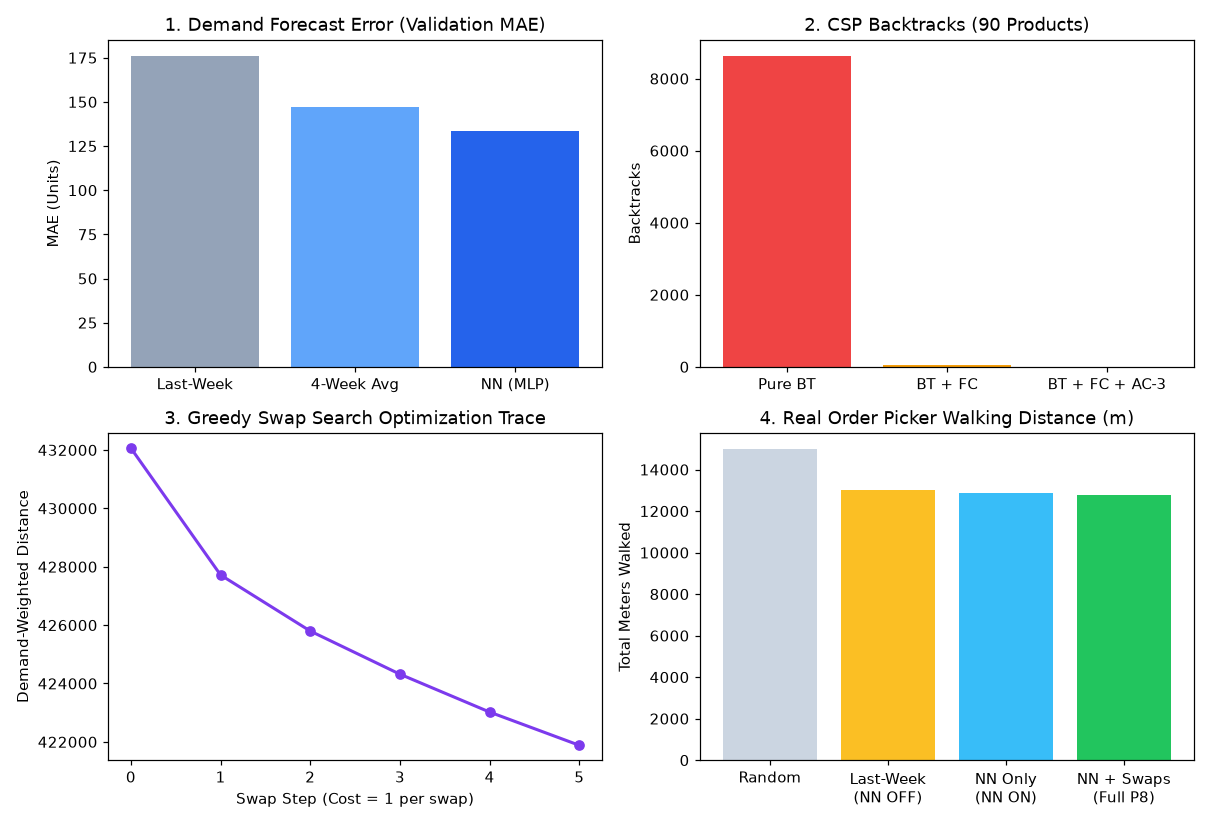 1. Demand Forecast Error (Validation MAE)
MAE (Units)
175
150
125
100
75
50
25
0
Last-Week
4-Week Avg
NN (MLP)
2. CSP Backtracks (90 Products)
Backtracks
8000
6000
4000
2000
0
Pure BT
BT + FC
BT + FC + AC-3
3. Greedy Swap Search Optimization Trace
Demand-Weighted Distance
432000
430000
428000
426000
424000
422000
0
1
2
3
4
5
Swap Step (Cost = 1 per swap)
4. Real Order Picker Walking Distance (m)
Total Meters Walked
14000
12000
10000
8000
6000
4000
2000
0
Random
Last-Week
(NN OFF)
NN Only
(NN ON)
NN + Swaps
(Full P8)